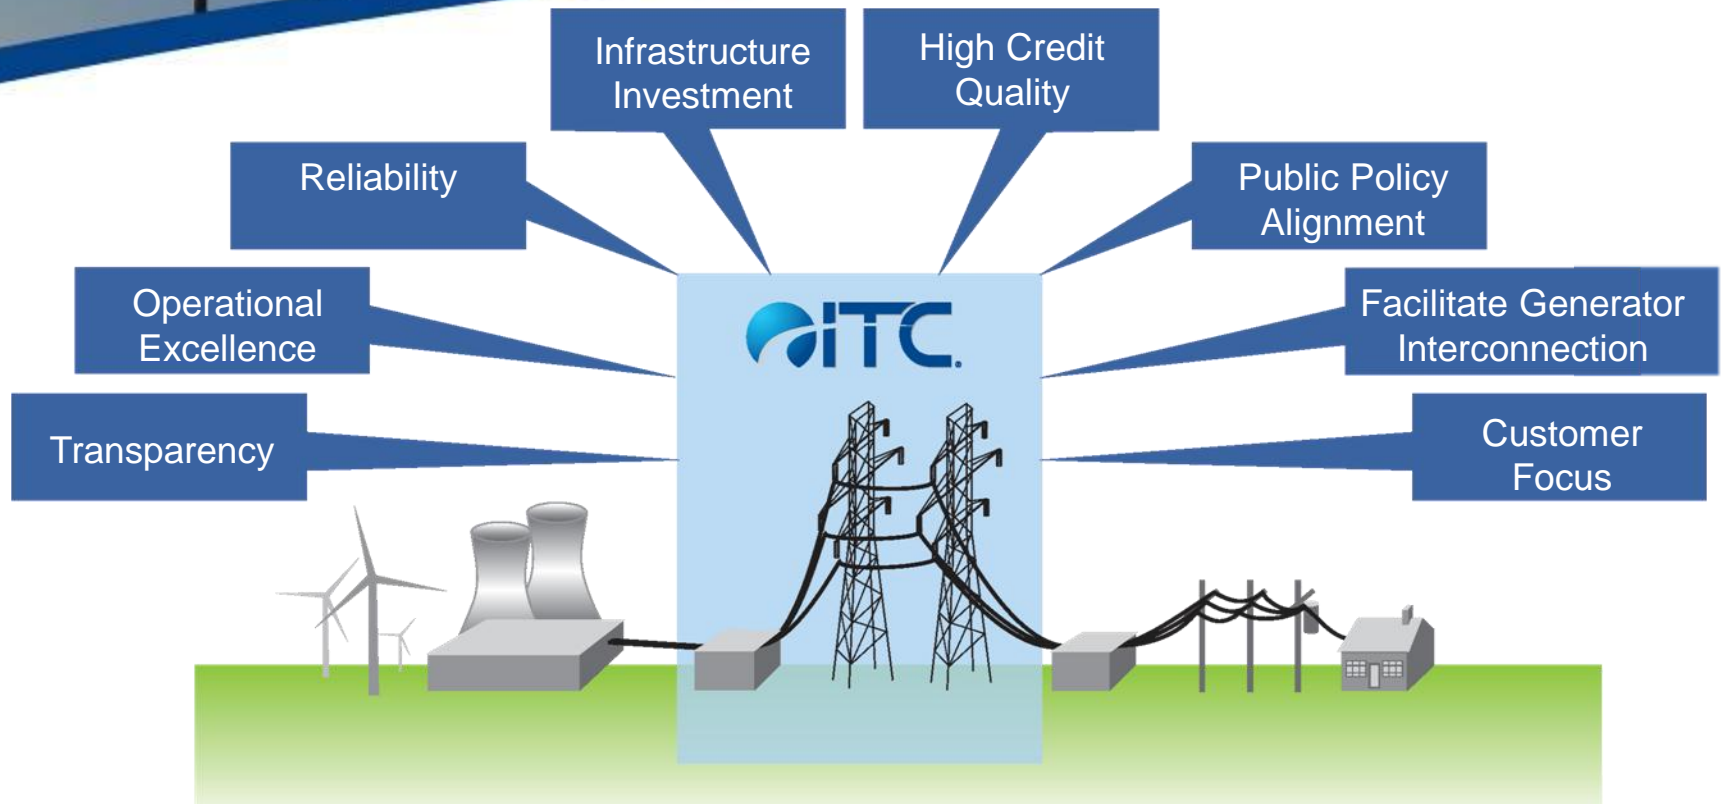 Infrastructure
Investment
High Credit
Quality
Reliability
Public Policy
Alignment
Operational
Excellence
Facilitate Generator
Interconnection
Transparency
Customer
Focus
ITC.